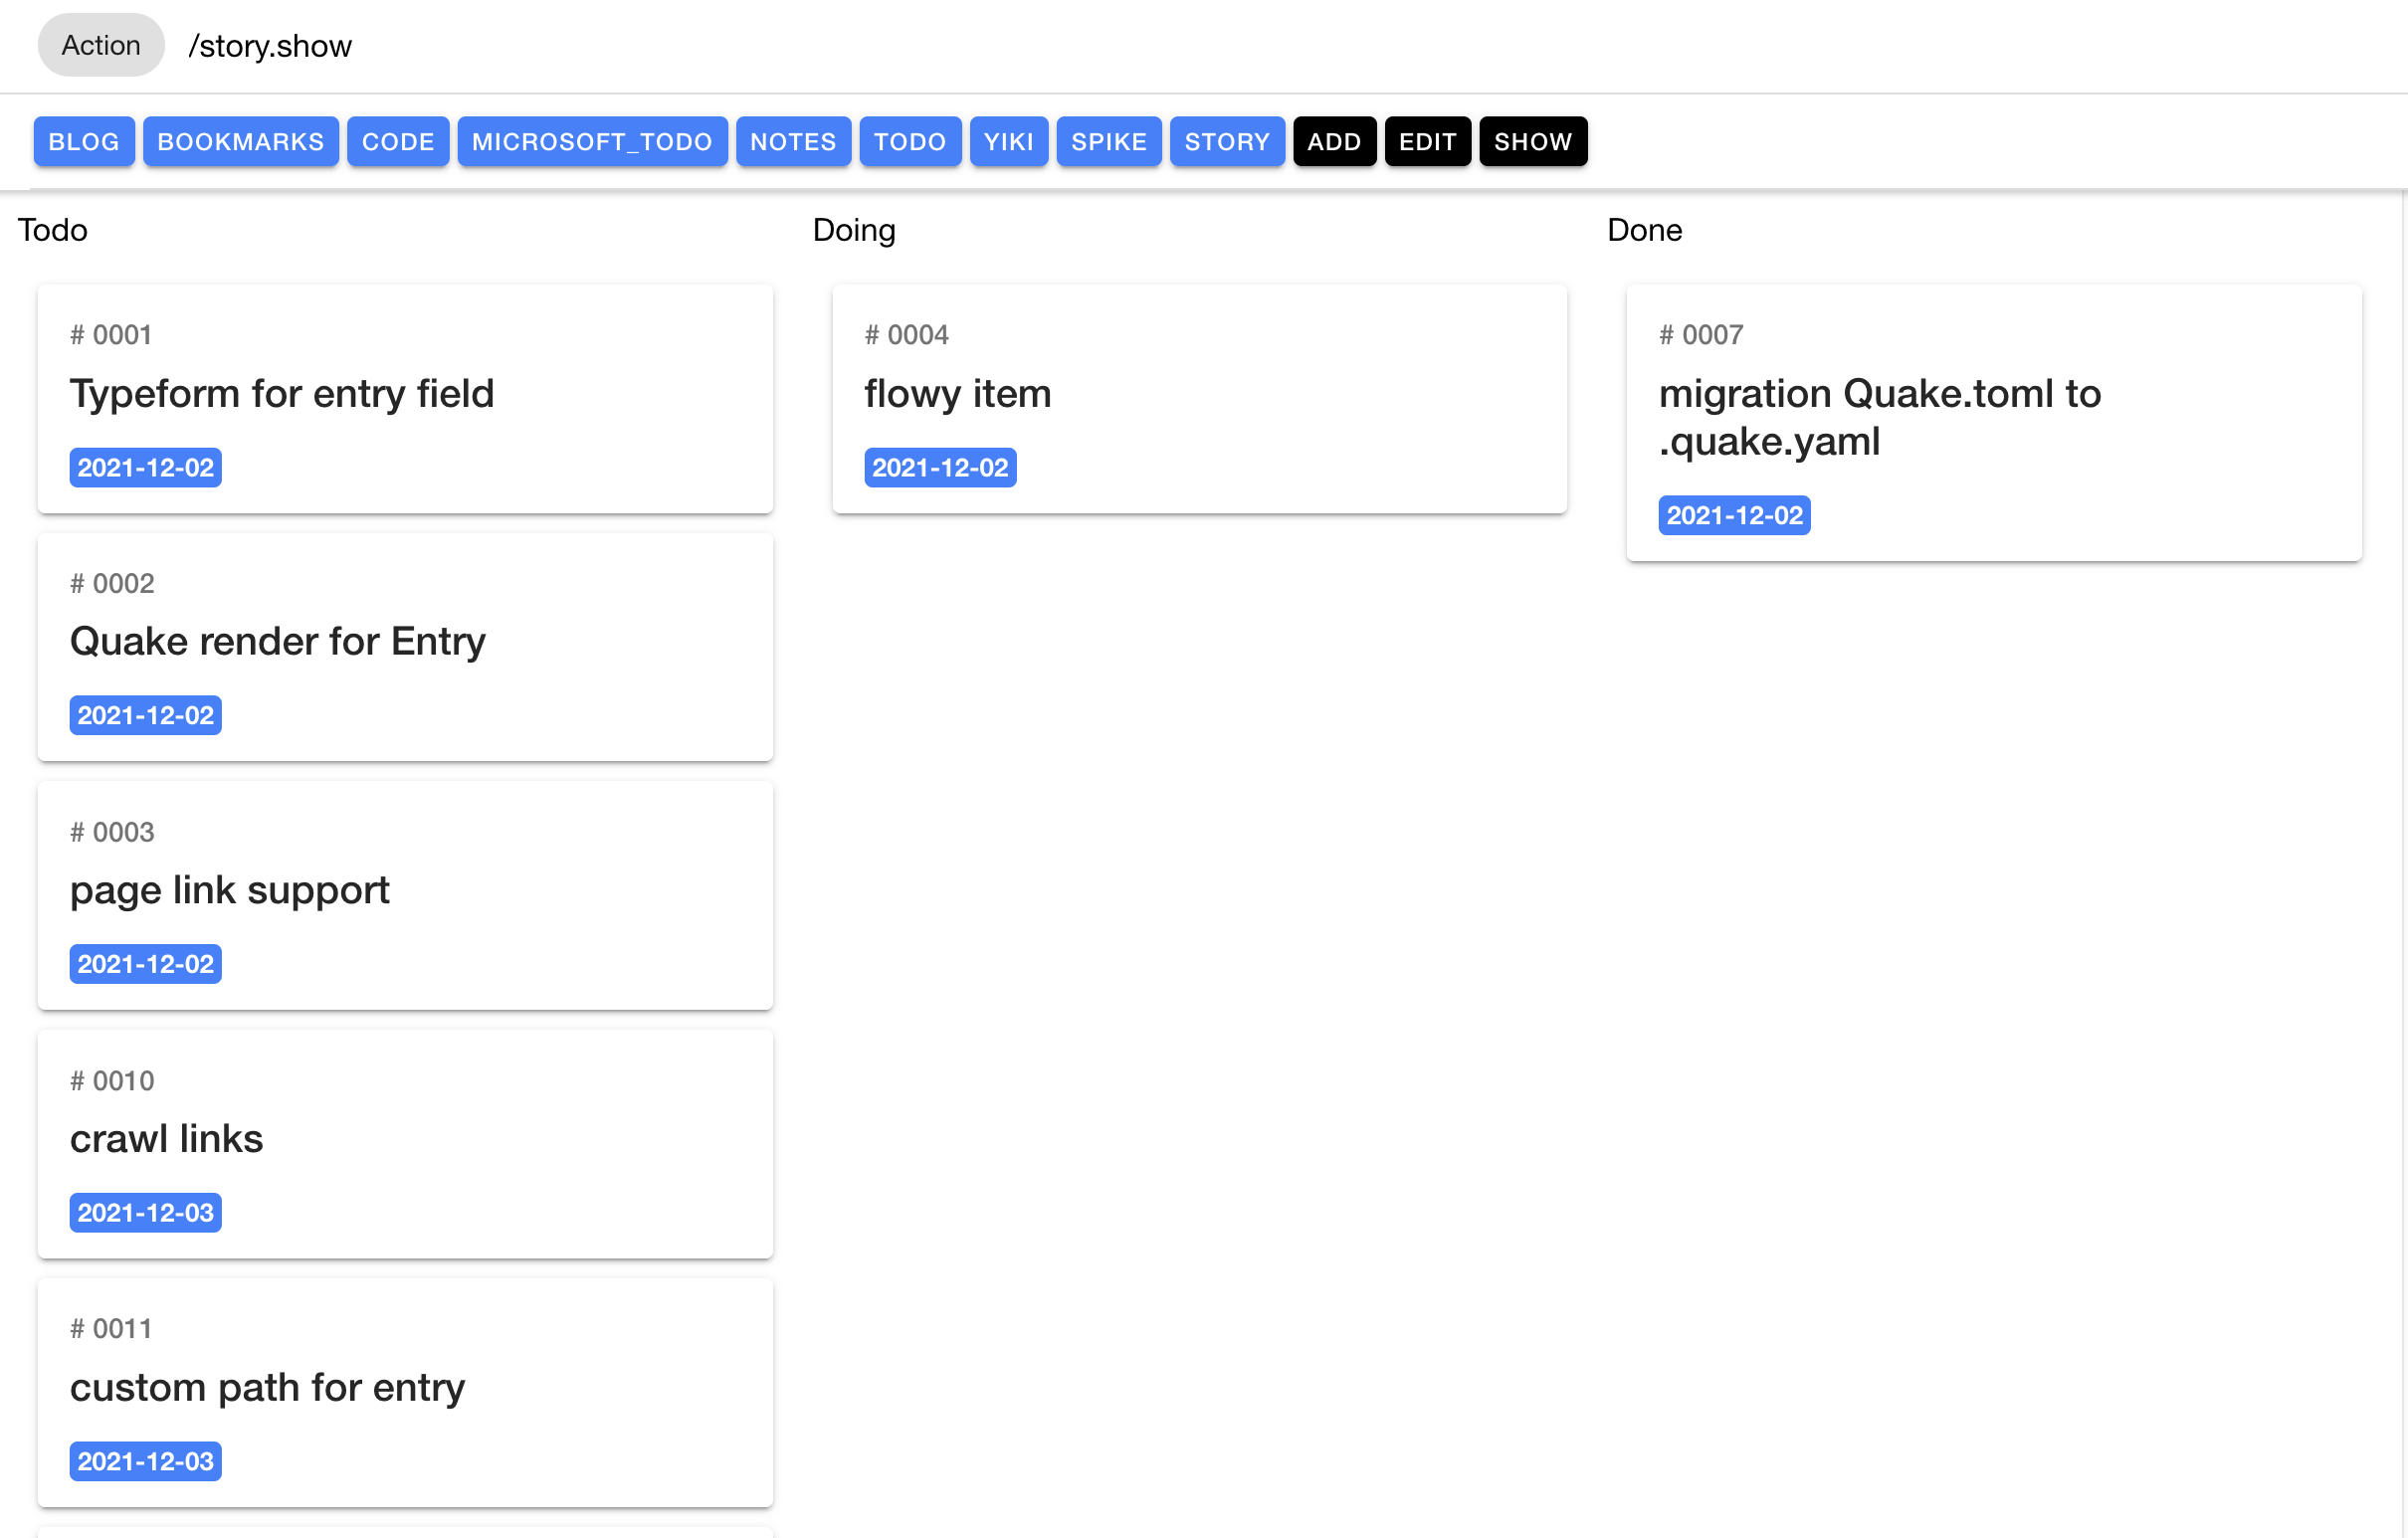 Action /story.show
BLOG BOOKMARKS CODE MICROSOFT_TODO NOTES TODO YIKI SPIKE STORY ADD EDIT SHOW
Todo
# 0001
Typeform for entry field
2021-12-02
# 0002
Quake render for Entry
2021-12-02
# 0003
page link support
2021-12-02
# 0010
crawl links
2021-12-03
# 0011
custom path for entry
2021-12-03
Doing
# 0004
flowy item
2021-12-02
Done
# 0007
migration Quake.toml to
.quake.yaml
2021-12-02